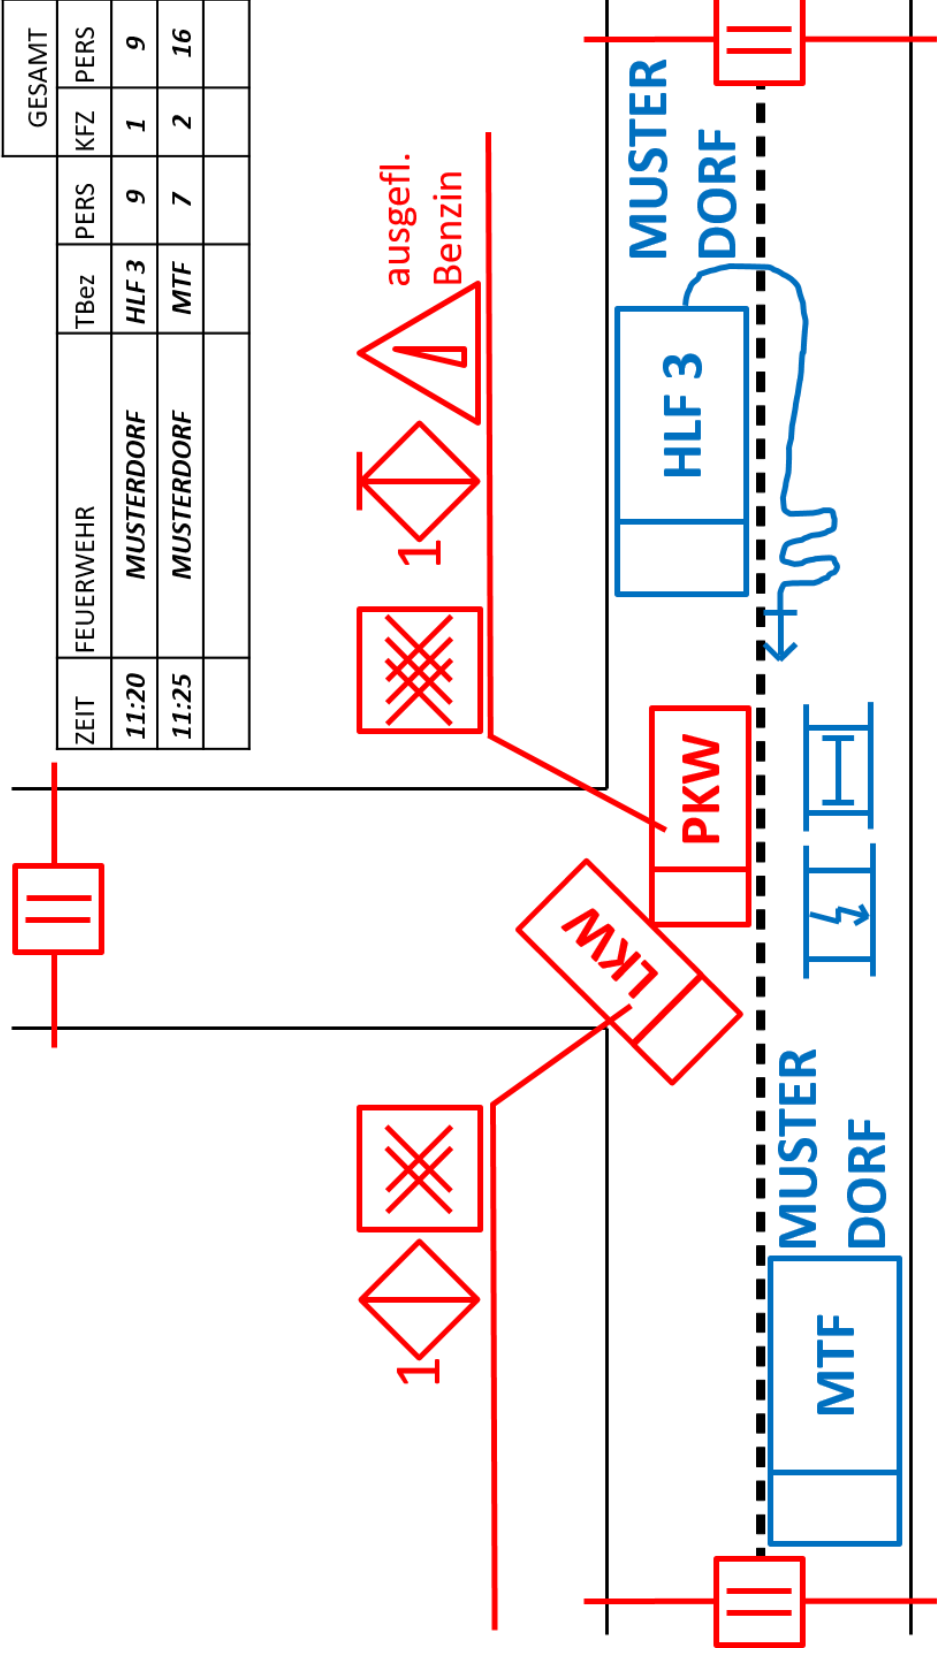 GESAMT
ZEIT FEUERWEHR TBez PERS KFZ PERS
11:20 MUSTERDORF HLF 3 9 1 9
11:25 MUSTERDORF MTF 7 2 16
1
1
ausgefl.
Benzin
LKW
PKW
HLF 3
MUSTER
DORF
MTF
MUSTER
DORF